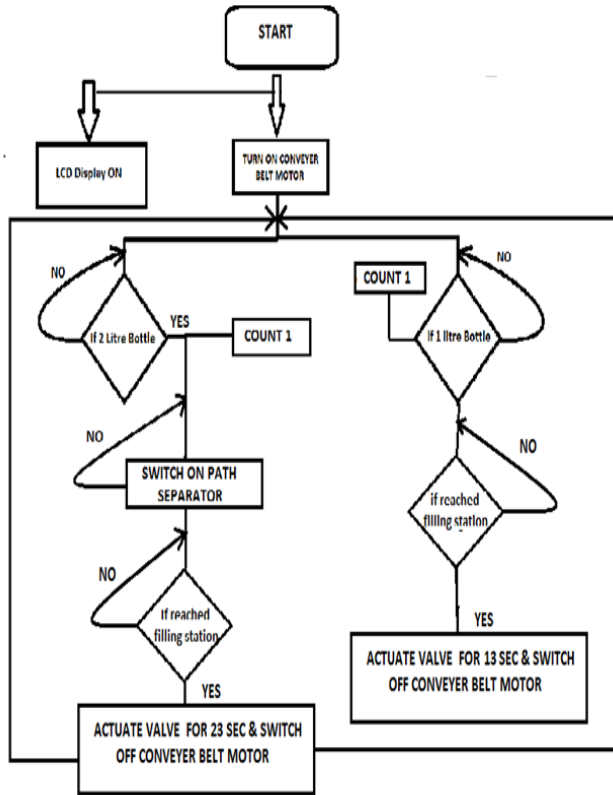 START
LCD Display ON
TURN ON CONVEYER
BELT MOTOR
NO
If 2 Litre Bottle
YES
COUNT 1
NO
SWITCH ON PATH
SEPARATOR
NO
If reached
filling station
YES
ACTUATE VALVE FOR 23 SEC & SWITCH
OFF CONVEYER BELT MOTOR
COUNT 1
NO
If 1 litre Bottle
NO
if reached
filling station
YES
ACTUATE VALVE FOR 13 SEC & SWITCH
OFF CONVEYER BELT MOTOR